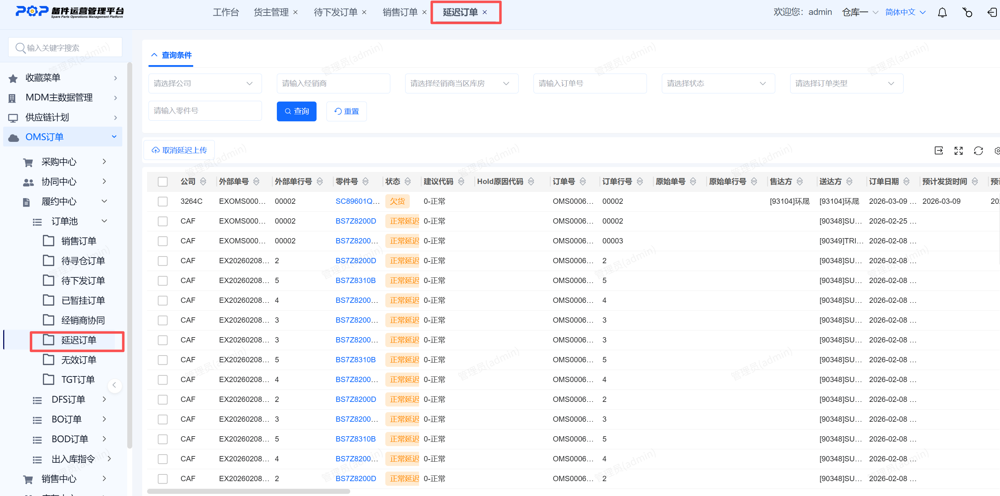 POP 备件运营管理平台
Spare Parts Operations Management Platform
工作台 货主管理 × 待下发订单 × 销售订单 × 延迟订单 ×
欢迎您：admin 仓库一 简体中文
输入关键字搜索
收藏菜单
MDM主数据管理
供应链计划
OMS订单
采购中心
协同中心
履约中心
订单池
销售订单
待寻仓订单
待下发订单
已暂挂订单
经销商协同
延迟订单
无效订单
TGT订单
DFS订单
BO订单
BOD订单
出入库指令
销售中心
查询条件
请选择公司 请输入经销商 请选择经销商当区库房 请输入订单号 请选择状态 请选择订单类型
请输入零件号 查询 重置
取消延迟上传
公司 外部单号 外部单行号 零件号 状态 建议代码 Hold原因代码 订单号 订单行号 原始单号 原始单行号 售达方 送达方 订单日期 预计发货时间
3264C EXOMS000... 00002 SC89601Q... 欠货 0-正常 OMS0006... 00002 [93104]环晟 [93104]环晟 2026-03-09 ... 2026-03-09 20
CAF EXOMS000... 00002 BS7Z8200D 正常延迟 0-正常 OMS0006... 00002 [90348]SU... 2026-02-25 ...
CAF EXOMS000... 00002 BS7Z8200... 正常延迟 0-正常 OMS0006... 00003 [90349]TRI... 2026-02-08 ...
CAF EX20260208... 2 BS7Z8200D 正常延迟 0-正常 OMS0006... 2 [90348]SU... 2026-02-08 ...
CAF EX20260208... 5 BS7Z8310B 正常延迟 0-正常 OMS0006... 5 [90348]SU... 2026-02-08 ...
CAF EX20260208... 4 BS7Z8200... 正常延迟 0-正常 OMS0006... 4 [90348]SU... 2026-02-08 ...
CAF EX20260208... 3 BS7Z8200... 正常延迟 0-正常 OMS0006... 3 [90348]SU... 2026-02-08 ...
CAF EX20260208... 3 BS7Z8200... 正常延迟 0-正常 OMS0006... 3 [90348]SU... 2026-02-08 ...
CAF EX20260208... 5 BS7Z8310B 正常延迟 0-正常 OMS0006... 5 [90348]SU... 2026-02-08 ...
CAF EX20260208... 4 BS7Z8200... 正常延迟 0-正常 OMS0006... 4 [90348]SU... 2026-02-08 ...
CAF EX20260208... 2 BS7Z8200D 正常延迟 0-正常 OMS0006... 2 [90348]SU... 2026-02-08 ...
CAF EX20260208... 3 BS7Z8200... 正常延迟 0-正常 OMS0006... 3 [90348]SU... 2026-02-08 ...
CAF EX20260208... 5 BS7Z8310B 正常延迟 0-正常 OMS0006... 5 [90348]SU... 2026-02-08 ...
CAF EX20260208... 4 BS7Z8200... 正常延迟 0-正常 OMS0006... 4 [90348]SU... 2026-02-08 ...
CAF EX20260208... 2 BS7Z8200D 正常延迟 0-正常 OMS0006... 2 [90348]SU... 2026-02-08 ...
管理员(admin)